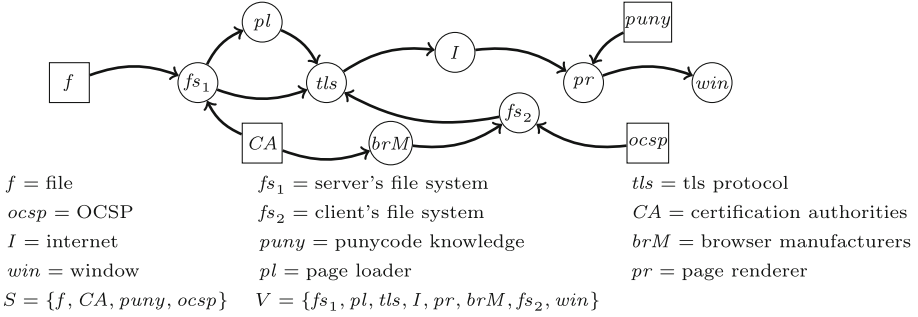 pl
puny
I
f
fs₁
tls
pr
win
fs₂
CA
brM
ocsp
f = file
fs₁ = server's file system
tls = tls protocol
ocsp = OCSP
fs₂ = client's file system
CA = certification authorities
I = internet
puny = punycode knowledge
brM = browser manufacturers
win = window
pl = page loader
pr = page renderer
S = {f, CA, puny, ocsp}
V = {fs₁, pl, tls, I, pr, brM, fs₂, win}